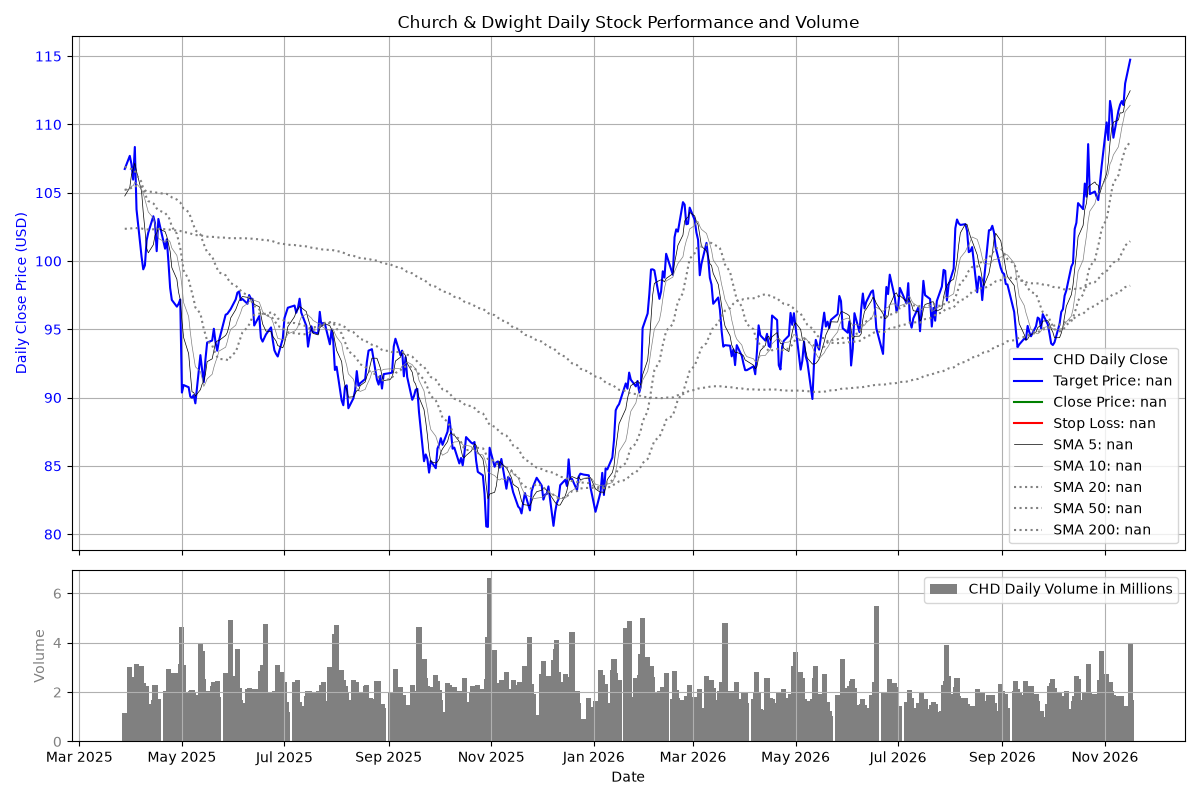 Church & Dwight Daily Stock Performance and Volume
Daily Close Price (USD)
115
110
105
100
95
90
85
80
CHD Daily Close
Target Price: nan
Close Price: nan
Stop Loss: nan
SMA 5: nan
SMA 10: nan
SMA 20: nan
SMA 50: nan
SMA 200: nan
Volume
6
4
2
0
CHD Daily Volume in Millions
Mar 2025 May 2025 Jul 2025 Sep 2025 Nov 2025 Jan 2026 Mar 2026 May 2026 Jul 2026 Sep 2026 Nov 2026
Date